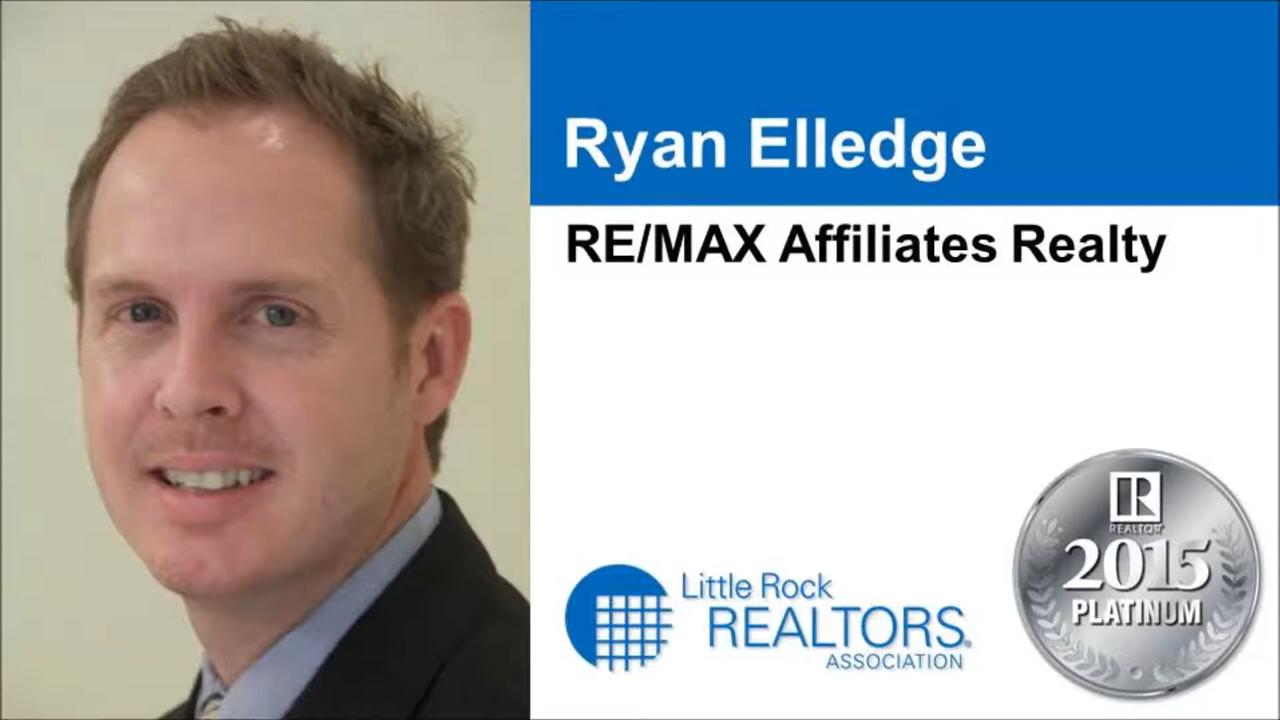 Ryan Elledge
RE/MAX Affiliates Realty
Little Rock
REALTORS®
ASSOCIATION
R
REALTOR®
2015
PLATINUM